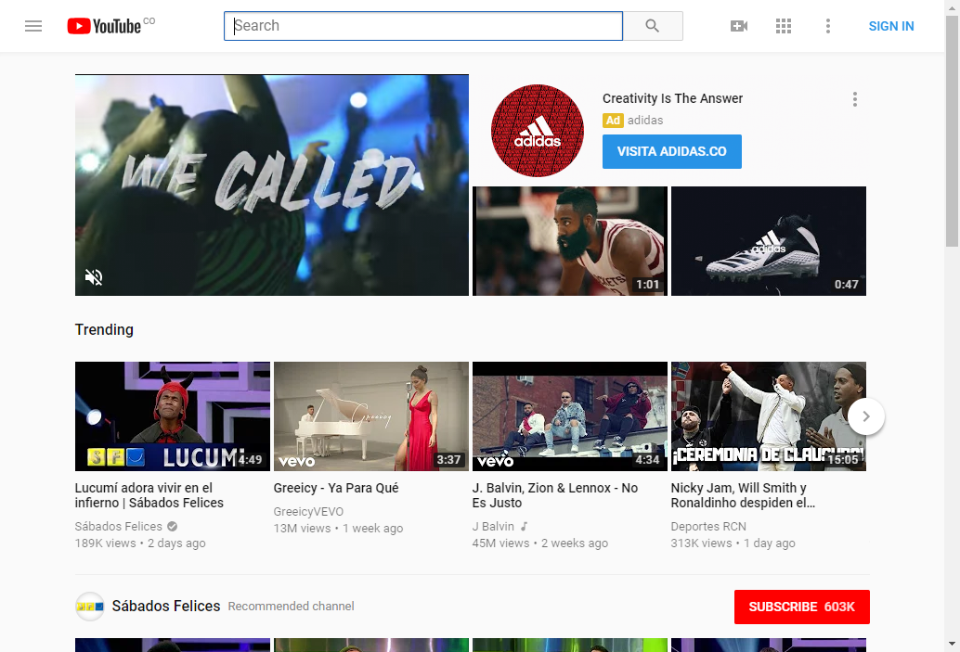 YouTube CO
Search
SIGN IN
WE CALLED
adidas
Creativity Is The Answer
Ad adidas
VISITA ADIDAS.CO
1:01
adidas
0:47
Trending
SFD LUCUMÍ
4:49
vevo
Greeicy
3:37
vevo
4:34
¡CEREMONIA DE CLAUSURA!
15:05
Lucumí adora vivir en el
infierno | Sábados Felices
Sábados Felices
189K views • 2 days ago
Greeicy - Ya Para Qué
GreeicyVEVO
13M views • 1 week ago
J. Balvin, Zion & Lennox - No
Es Justo
J Balvin
45M views • 2 weeks ago
Nicky Jam, Will Smith y
Ronaldinho despiden el...
Deportes RCN
313K views • 1 day ago
Sábados Felices Recommended channel
SUBSCRIBE 603K